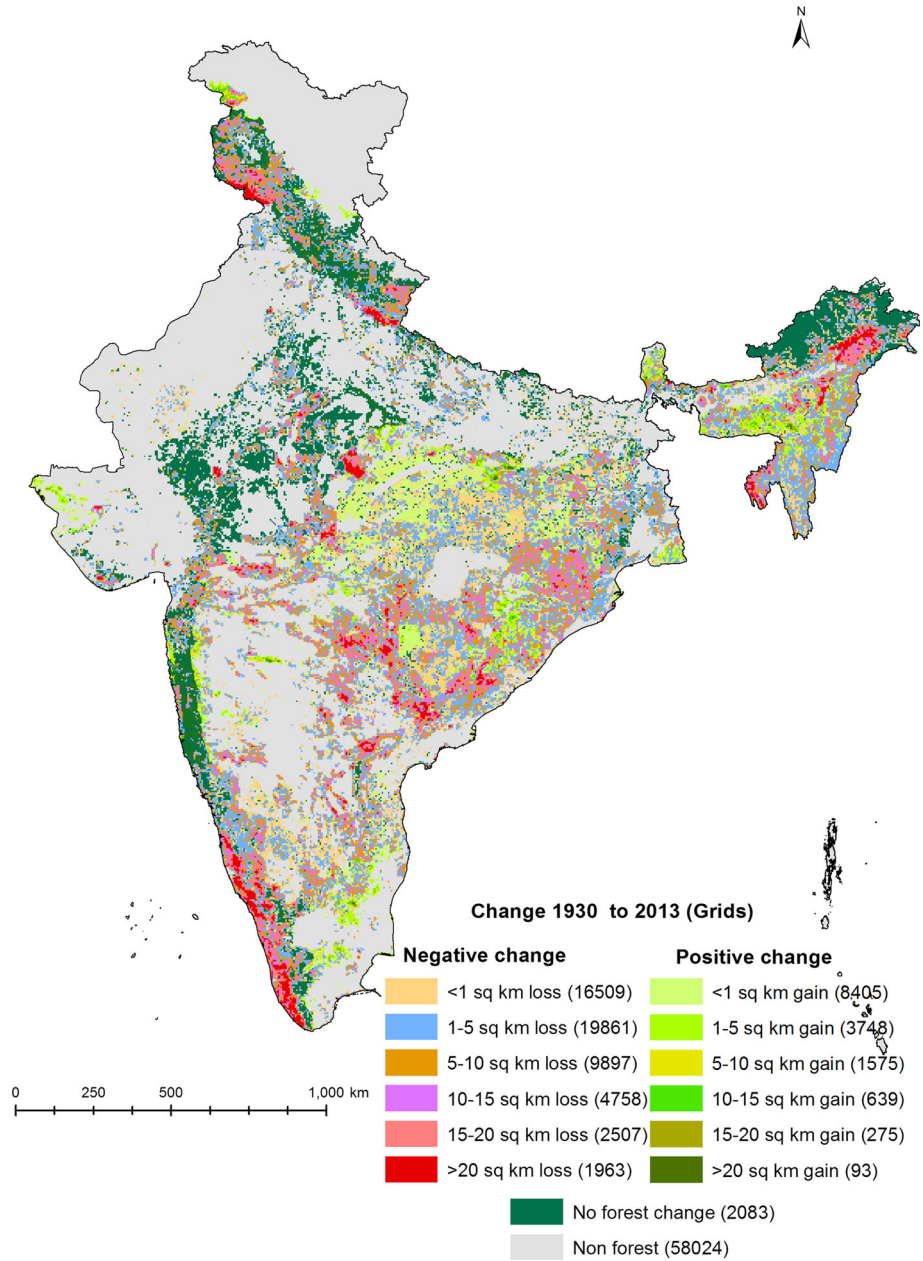 N
Change 1930 to 2013 (Grids)
Negative change
Positive change
<1 sq km loss (16509)
<1 sq km gain (8405)
1-5 sq km loss (19861)
1-5 sq km gain (3748)
5-10 sq km loss (9897)
5-10 sq km gain (1575)
10-15 sq km loss (4758)
10-15 sq km gain (639)
15-20 sq km loss (2507)
15-20 sq km gain (275)
>20 sq km loss (1963)
>20 sq km gain (93)
No forest change (2083)
Non forest (58024)
0 250 500 1,000 km